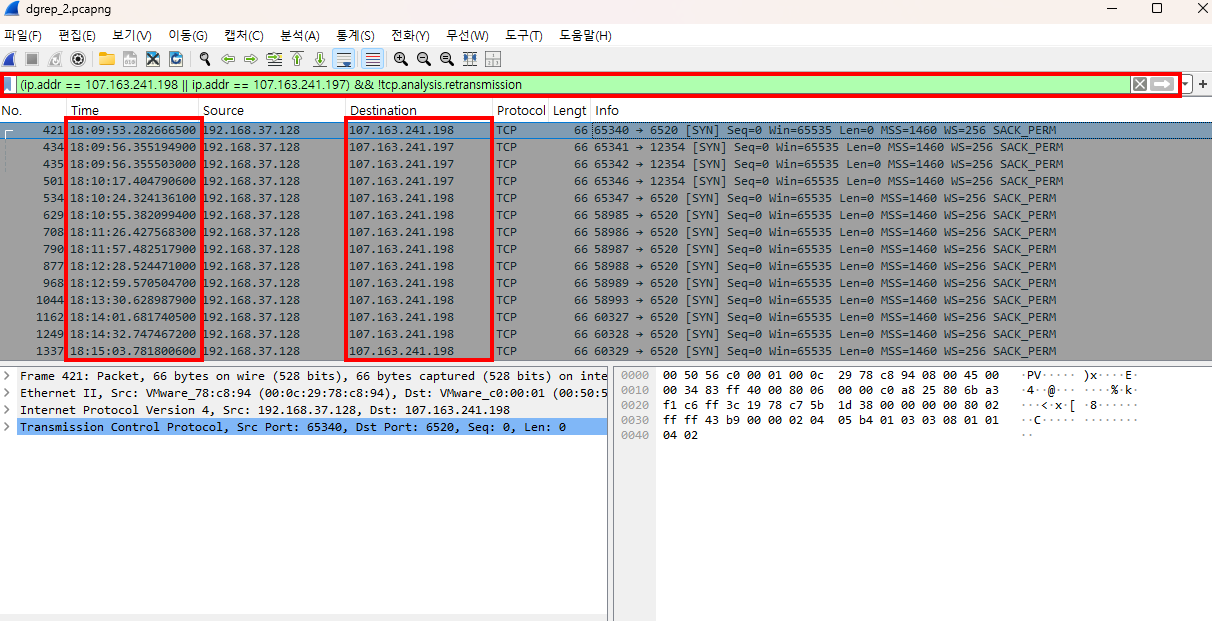 dgrep_2.pcapng
파일(F) 편집(E) 보기(V) 이동(G) 캡처(C) 분석(A) 통계(S) 전화(Y) 무선(W) 도구(T) 도움말(H)
(ip.addr == 107.163.241.198 || ip.addr == 107.163.241.197) && !tcp.analysis.retransmission
No. Time Source Destination Protocol Lengt Info
421 18:09:53.282666500 192.168.37.128 107.163.241.198 TCP 66 65340 → 6520 [SYN] Seq=0 Win=65535 Len=0 MSS=1460 WS=256 SACK_PERM
434 18:09:56.355194900 192.168.37.128 107.163.241.197 TCP 66 65341 → 12354 [SYN] Seq=0 Win=65535 Len=0 MSS=1460 WS=256 SACK_PERM
435 18:09:56.355503000 192.168.37.128 107.163.241.197 TCP 66 65342 → 12354 [SYN] Seq=0 Win=65535 Len=0 MSS=1460 WS=256 SACK_PERM
501 18:10:17.404790600 192.168.37.128 107.163.241.197 TCP 66 65346 → 12354 [SYN] Seq=0 Win=65535 Len=0 MSS=1460 WS=256 SACK_PERM
534 18:10:24.324136100 192.168.37.128 107.163.241.198 TCP 66 65347 → 6520 [SYN] Seq=0 Win=65535 Len=0 MSS=1460 WS=256 SACK_PERM
629 18:10:55.382099400 192.168.37.128 107.163.241.198 TCP 66 58985 → 6520 [SYN] Seq=0 Win=65535 Len=0 MSS=1460 WS=256 SACK_PERM
708 18:11:26.427568300 192.168.37.128 107.163.241.198 TCP 66 58986 → 6520 [SYN] Seq=0 Win=65535 Len=0 MSS=1460 WS=256 SACK_PERM
790 18:11:57.482517900 192.168.37.128 107.163.241.198 TCP 66 58987 → 6520 [SYN] Seq=0 Win=65535 Len=0 MSS=1460 WS=256 SACK_PERM
877 18:12:28.524471000 192.168.37.128 107.163.241.198 TCP 66 58988 → 6520 [SYN] Seq=0 Win=65535 Len=0 MSS=1460 WS=256 SACK_PERM
968 18:12:59.570504700 192.168.37.128 107.163.241.198 TCP 66 58989 → 6520 [SYN] Seq=0 Win=65535 Len=0 MSS=1460 WS=256 SACK_PERM
1044 18:13:30.628987900 192.168.37.128 107.163.241.198 TCP 66 58993 → 6520 [SYN] Seq=0 Win=65535 Len=0 MSS=1460 WS=256 SACK_PERM
1162 18:14:01.681740500 192.168.37.128 107.163.241.198 TCP 66 60327 → 6520 [SYN] Seq=0 Win=65535 Len=0 MSS=1460 WS=256 SACK_PERM
1249 18:14:32.747467200 192.168.37.128 107.163.241.198 TCP 66 60328 → 6520 [SYN] Seq=0 Win=65535 Len=0 MSS=1460 WS=256 SACK_PERM
1337 18:15:03.781800600 192.168.37.128 107.163.241.198 TCP 66 60329 → 6520 [SYN] Seq=0 Win=65535 Len=0 MSS=1460 WS=256 SACK_PERM
Frame 421: Packet, 66 bytes on wire (528 bits), 66 bytes captured (528 bits) on inte
Ethernet II, Src: VMware_78:c8:94 (00:0c:29:78:c8:94), Dst: VMware_c0:00:01 (00:50:5
Internet Protocol Version 4, Src: 192.168.37.128, Dst: 107.163.241.198
Transmission Control Protocol, Src Port: 65340, Dst Port: 6520, Seq: 0, Len: 0
0000 00 50 56 c0 00 01 00 0c 29 78 c8 94 08 00 45 00 ·PV····· )x····E·
0010 00 34 83 ff 40 00 80 06 00 00 c0 a8 25 80 6b a3 ·4··@··· ····%·k·
0020 f1 c6 ff 3c 19 78 c7 5b 1d 38 00 00 00 00 80 02 ···<·x·[ ·8······
0030 ff ff 43 b9 00 00 02 04 05 b4 01 03 03 08 01 01 ··C····· ········
0040 04 02 ··